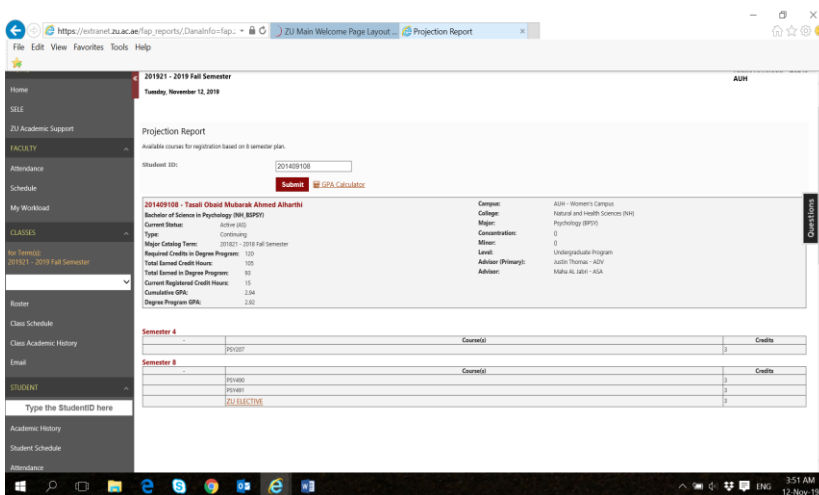 https://extranet.zu.ac.ae/fap_reports/,DanaInfo=fap...
ZU Main Welcome Page Layout ...
Projection Report
File Edit View Favorites Tools Help
Home
SELE
ZU Academic Support
FACULTY
Attendance
Schedule
My Workload
CLASSES
for Term(s):
201921 - 2019 Fall Semester
Roster
Class Schedule
Class Academic History
Email
STUDENT
Type the StudentID here
Academic History
Student Schedule
Attendance
201921 - 2019 Fall Semester
Tuesday, November 12, 2019
AUH
Projection Report
Available courses for registration based on 8 semester plan.
Student ID: 201409108
Submit GPA Calculator
201409108 - Tasali Obaid Mubarak Ahmed Alharthi
Bachelor of Science in Psychology (NH_BSPSY)
Current Status: Active (AS)
Type: Continuing
Major Catalog Term: 201821 - 2018 Fall Semester
Required Credits in Degree Program: 120
Total Earned Credit Hours: 105
Total Earned in Degree Program: 93
Current Registered Credit Hours: 15
Cumulative GPA: 2.94
Degree Program GPA: 2.92
Campus: AUH - Women's Campus
College: Natural and Health Sciences (NH)
Major: Psychology (BPSY)
Concentration: ()
Minor: ()
Level: Undergraduate Program
Advisor (Primary): Justin Thomas - ADV
Advisor: Maha AL Jabri - ASA
Questions
Semester 4
- Course(s) Credits
PSY207 3
Semester 8
- Course(s) Credits
PSY490 3
PSY491 3
ZU ELECTIVE 3
ENG
3:51 AM
12-Nov-19